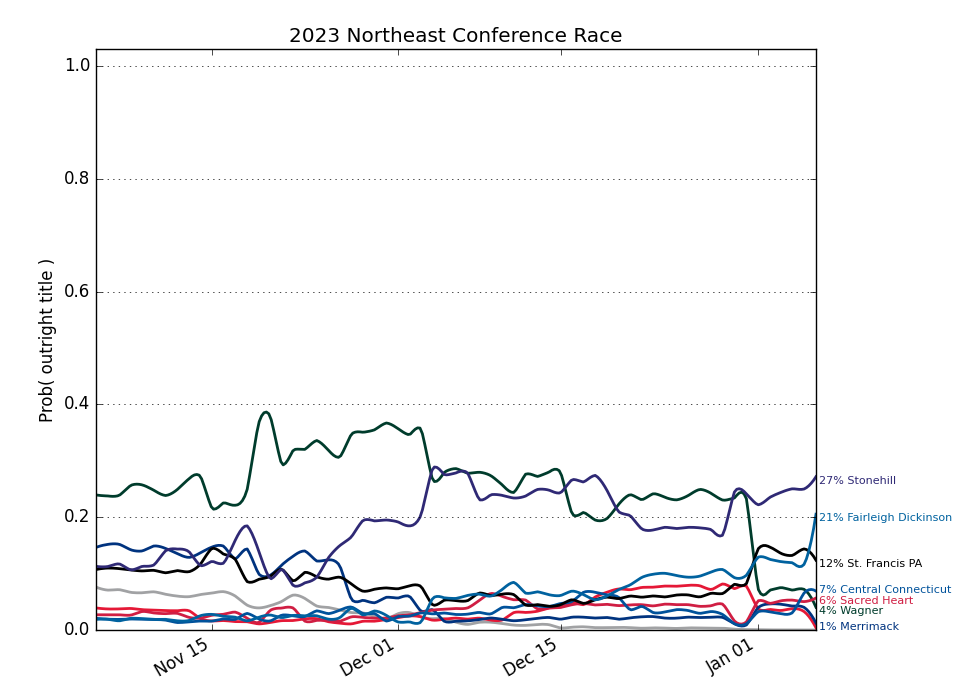 2023 Northeast Conference Race
Prob( outright title )
1.0
0.8
0.6
0.4
0.2
0.0
27% Stonehill
21% Fairleigh Dickinson
12% St. Francis PA
7% Central Connecticut
6% Sacred Heart
4% Wagner
1% Merrimack
Nov 15
Dec 01
Dec 15
Jan 01